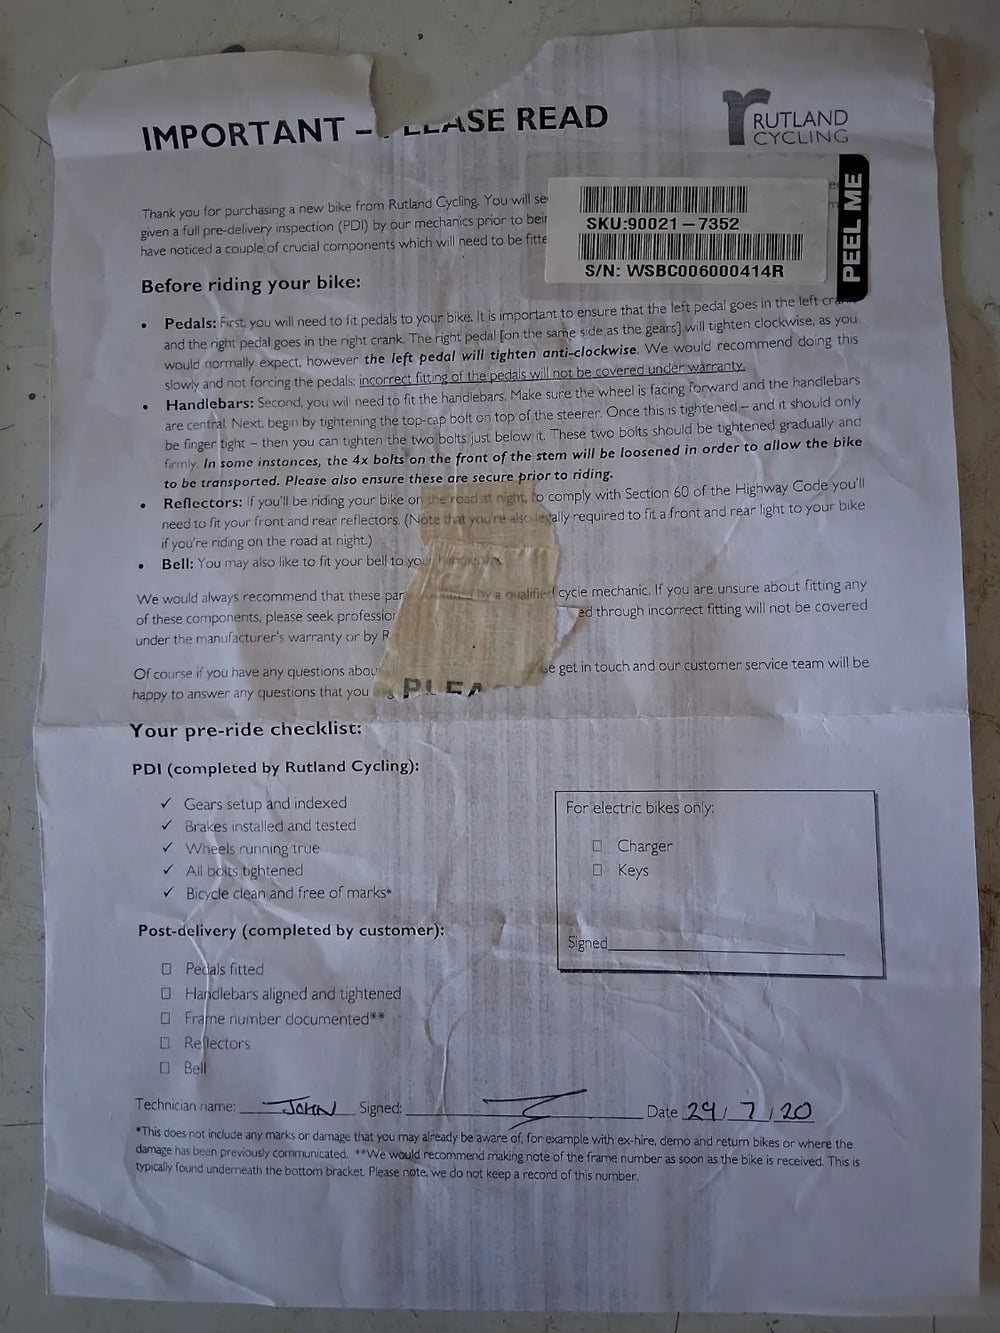 IMPORTANT – PLEASE READ
RUTLAND
CYCLING
PEEL ME
SKU:90021–7352
S/N: WSBC006000414R
Thank you for purchasing a new bike from Rutland Cycling. You will se
given a full pre-delivery inspection (PDI) by our mechanics prior to bein
have noticed a couple of crucial components which will need to be fitte
Before riding your bike:
• Pedals: First, you will need to fit pedals to your bike. It is important to ensure that the left pedal goes in the left crank
and the right pedal goes in the right crank. The right pedal [on the same side as the gears] will tighten clockwise, as you
would normally expect, however the left pedal will tighten anti-clockwise. We would recommend doing this
slowly and not forcing the pedals; incorrect fitting of the pedals will not be covered under warranty.
• Handlebars: Second, you will need to fit the handlebars. Make sure the wheel is facing forward and the handlebars
are central. Next, begin by tightening the top-cap bolt on top of the steerer. Once this is tightened – and it should only
be finger tight – then you can tighten the two bolts just below it. These two bolts should be tightened gradually and
firmly. In some instances, the 4x bolts on the front of the stem will be loosened in order to allow the bike
to be transported. Please also ensure these are secure prior to riding.
• Reflectors: If you'll be riding your bike on the road at night, to comply with Section 60 of the Highway Code you'll
need to fit your front and rear reflectors. (Note that you're also legally required to fit a front and rear light to your bike
if you're riding on the road at night.)
• Bell: You may also like to fit your bell to your handlebars.
We would always recommend that these par by a qualified cycle mechanic. If you are unsure about fitting any
of these components, please seek profession ed through incorrect fitting will not be covered
under the manufacturer's warranty or by R
Of course if you have any questions abou se get in touch and our customer service team will be
happy to answer any questions that you
PLEA
Your pre-ride checklist:
PDI (completed by Rutland Cycling):
✓ Gears setup and indexed
✓ Brakes installed and tested
✓ Wheels running true
✓ All bolts tightened
✓ Bicycle clean and free of marks*
For electric bikes only:
☐ Charger
☐ Keys
Signed
Post-delivery (completed by customer):
☐ Pedals fitted
☐ Handlebars aligned and tightened
☐ Frame number documented**
☐ Reflectors
☐ Bell
Technician name: JOHN Signed: Date 29/7/20
*This does not include any marks or damage that you may already be aware of, for example with ex-hire, demo and return bikes or where the
damage has been previously communicated. **We would recommend making note of the frame number as soon as the bike is received. This is
typically found underneath the bottom bracket. Please note, we do not keep a record of this number.